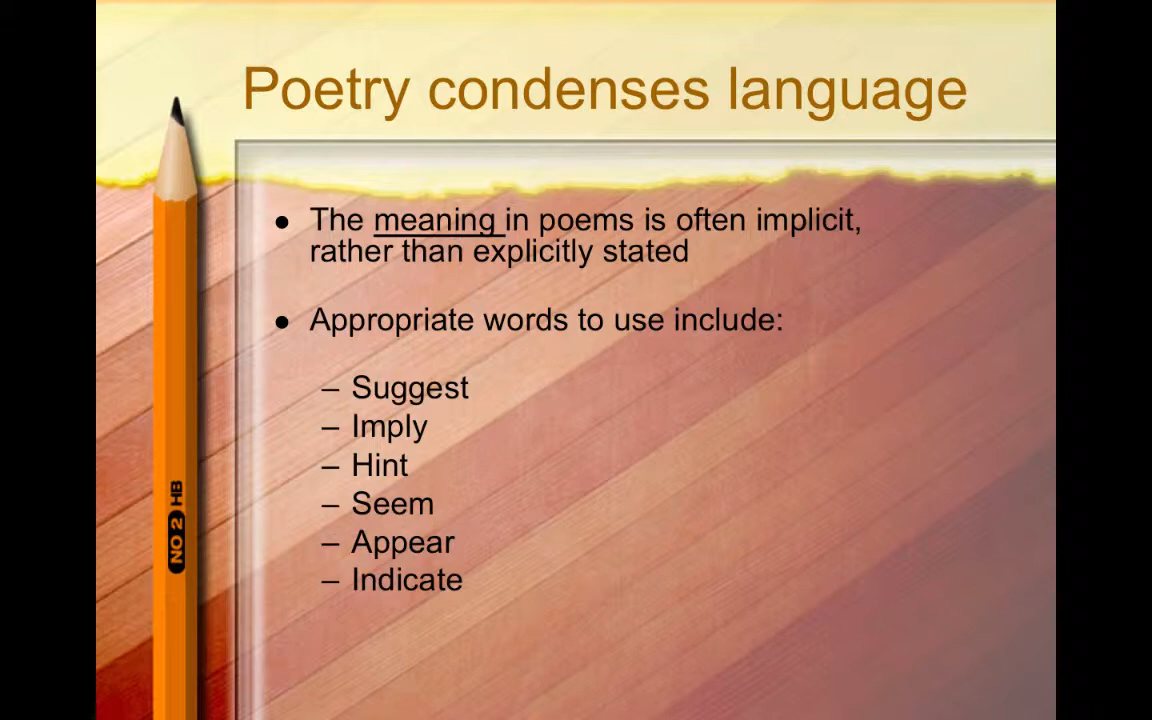 Poetry condenses language
● The meaning in poems is often implicit,
rather than explicitly stated
● Appropriate words to use include:
– Suggest
– Imply
– Hint
– Seem
– Appear
– Indicate
NO 2 HB